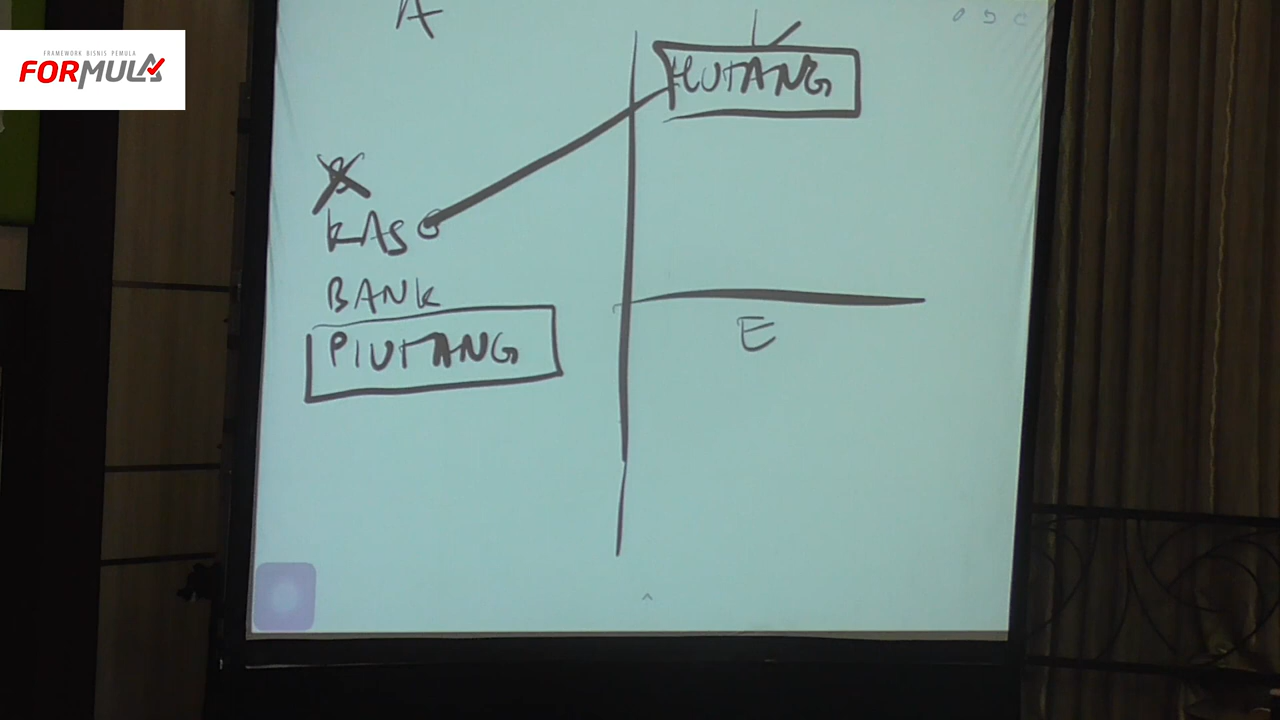 FRAMEWORK BISNIS PEMULA
FORMULA
A
L
HUTANG
KAS
BANK
PIUTANG
E